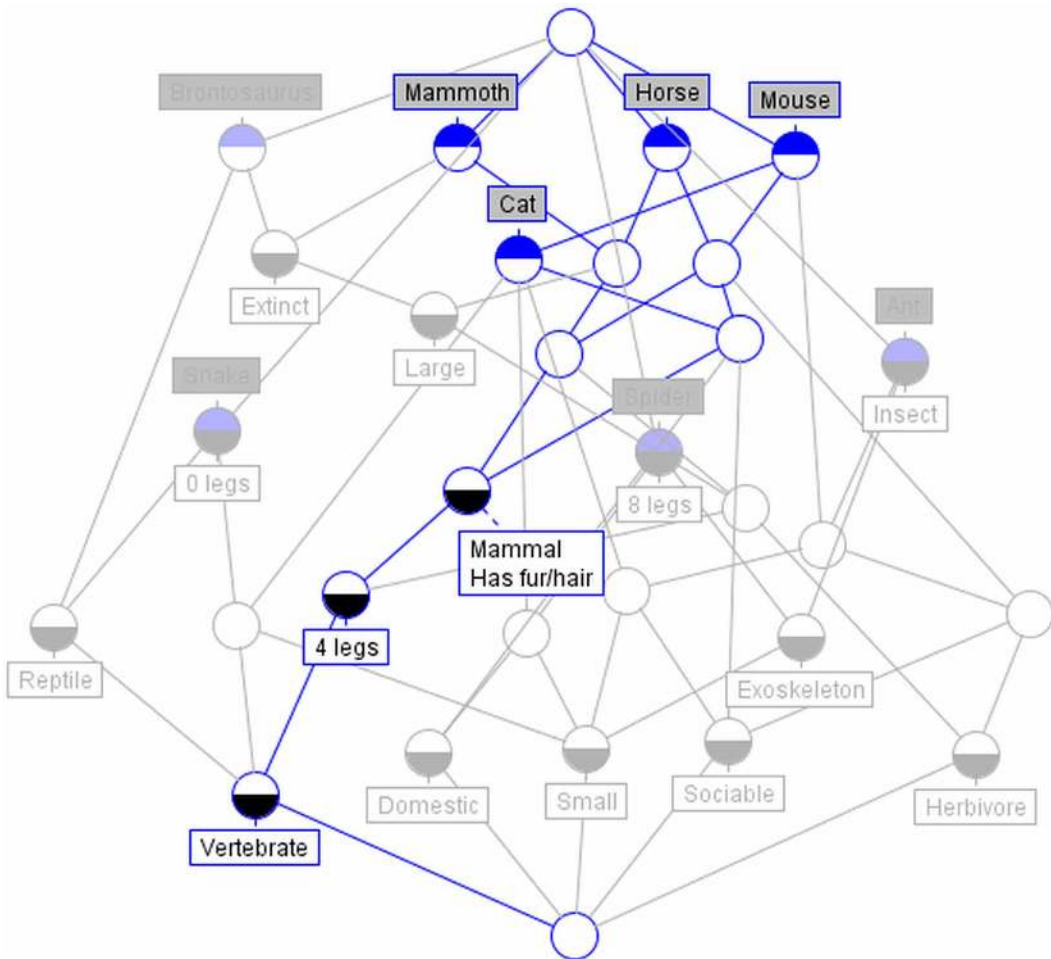 Brontosaurus
Mammoth
Horse
Mouse
Cat
Extinct
Large
Ant
Snake
Spider
Insect
0 legs
8 legs
Mammal
Has fur/hair
4 legs
Reptile
Exoskeleton
Domestic
Small
Sociable
Herbivore
Vertebrate